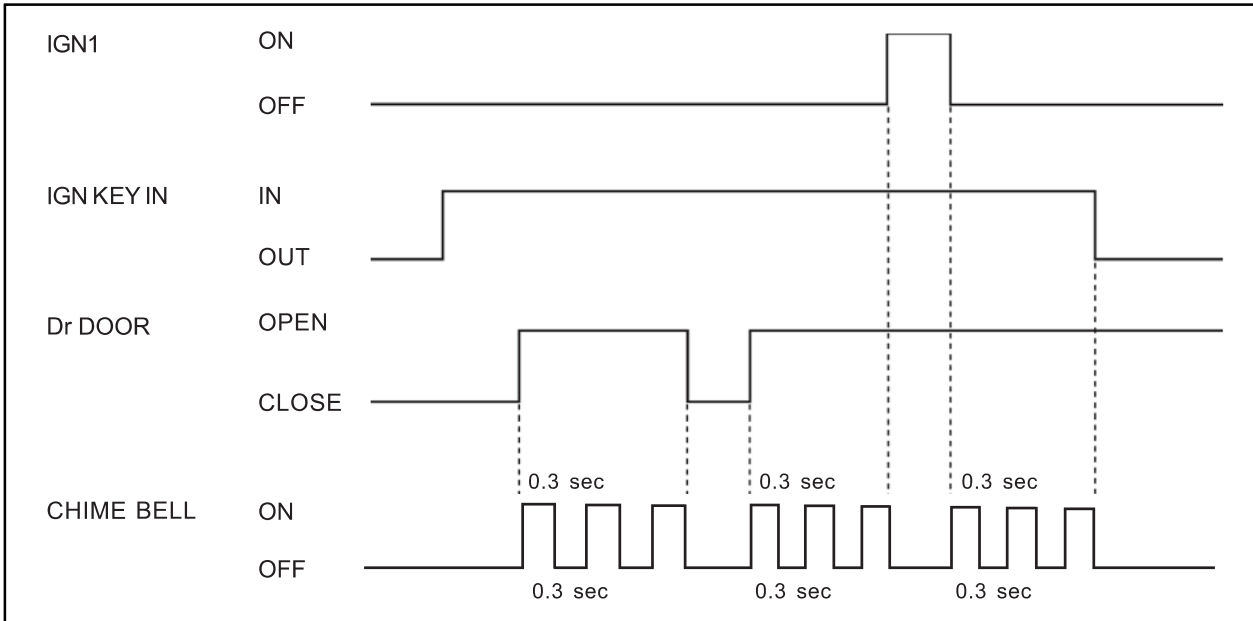 IGN1 ON
OFF
IGN KEY IN IN
OUT
Dr DOOR OPEN
CLOSE
0.3 sec 0.3 sec 0.3 sec
CHIME BELL ON
OFF
0.3 sec 0.3 sec 0.3 sec